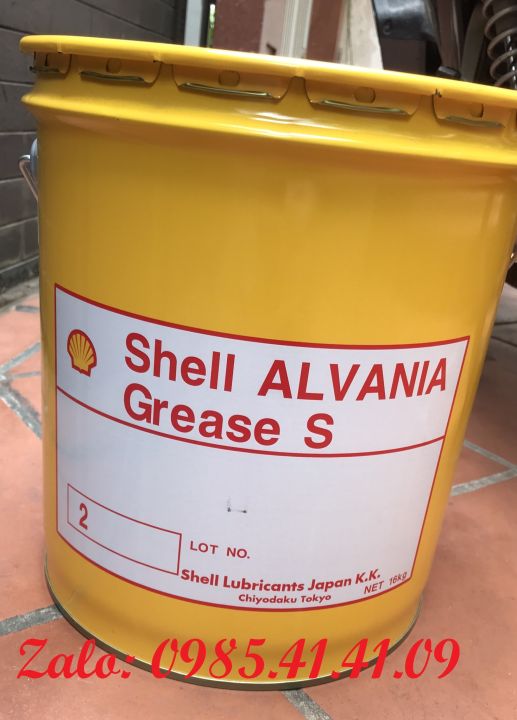 Shell ALVANIA
Grease S
2
LOT NO.
Shell Lubricants Japan K.K.
Chiyodaku Tokyo
NET 16kg
Zalo: 0985.41.41.09